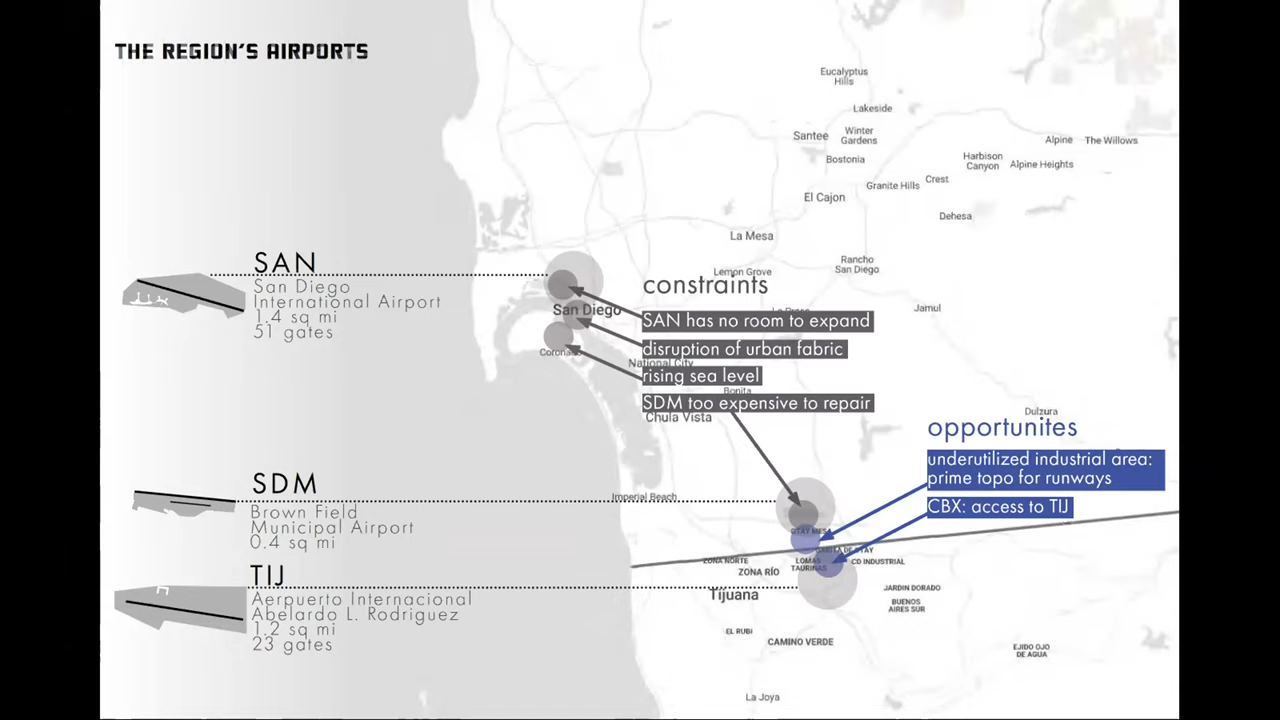 THE REGION'S AIRPORTS
Eucalyptus
Hills
Lakeside
Santee
Winter
Gardens
Alpine
The Willows
Bostonia
Harbison
Canyon
Alpine Heights
Crest
Granite Hills
El Cajon
Dehesa
La Mesa
Rancho
San Diego
Lemon Grove
Jamul
SAN
San Diego
International Airport
1.4 sq mi
51 gates
constraints
SAN has no room to expand
disruption of urban fabric
rising sea level
SDM too expensive to repair
San Diego
National City
Bonita
Chula Vista
Dulzura
opportunites
underutilized industrial area:
prime topo for runways
CBX: access to TIJ
SDM
Brown Field
Municipal Airport
0.4 sq mi
Imperial Beach
OTAY MESA
ZONA NORTE
LOMAS
TAURINAS
CD INDUSTRIAL
ZONA RÍO
TIJ
Aerpuerto Internacional
Abelardo L. Rodriguez
1.2 sq mi
23 gates
Tijuana
JARDIN DORADO
BUENOS
AIRES SUR
EL RUBI
CAMINO VERDE
EJIDO OJO
DE AGUA
La Joya